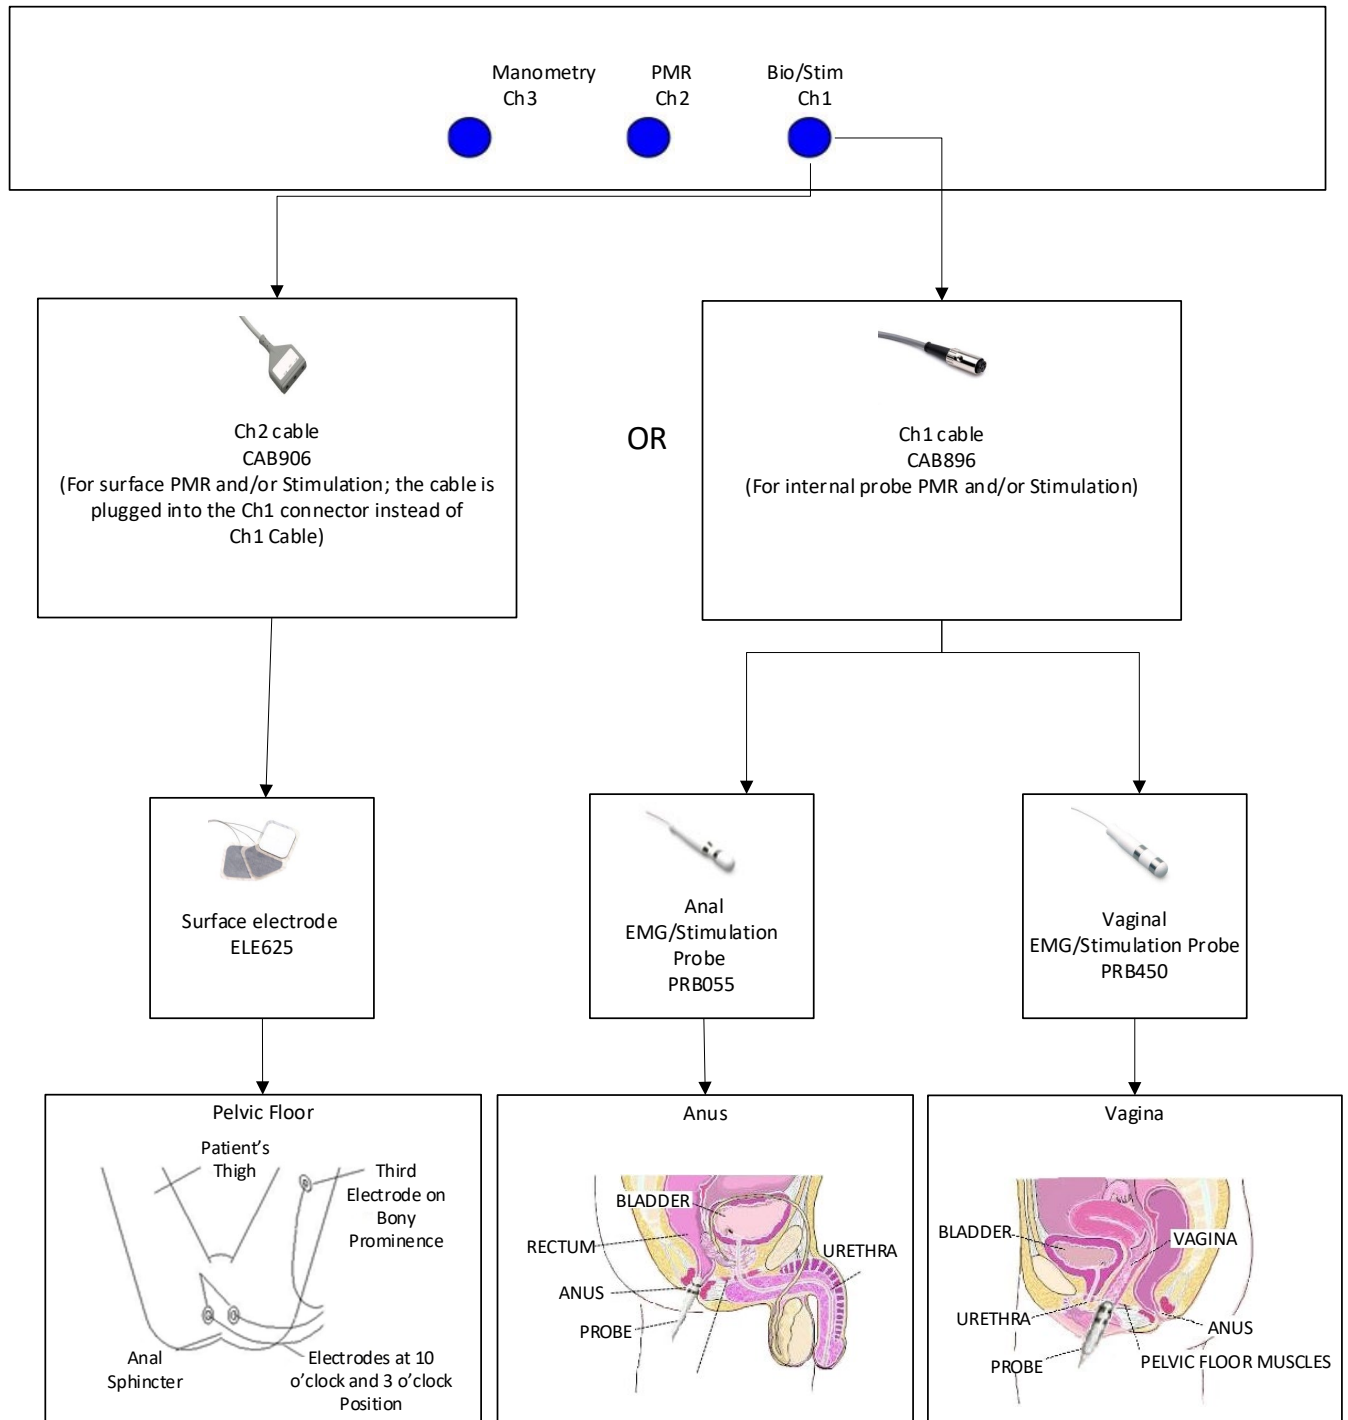 Manometry
Ch3
PMR
Ch2
Bio/Stim
Ch1
Ch2 cable
CAB906
(For surface PMR and/or Stimulation; the cable is
plugged into the Ch1 connector instead of
Ch1 Cable)
OR
Ch1 cable
CAB896
(For internal probe PMR and/or Stimulation)
Surface electrode
ELE625
Anal
EMG/Stimulation
Probe
PRB055
Vaginal
EMG/Stimulation Probe
PRB450
Pelvic Floor
Patient's
Thigh
Third
Electrode on
Bony
Prominence
Anal
Sphincter
Electrodes at 10
o'clock and 3 o'clock
Position
Anus
BLADDER
RECTUM
URETHRA
ANUS
PROBE
Vagina
BLADDER
VAGINA
URETHRA
ANUS
PROBE
PELVIC FLOOR MUSCLES